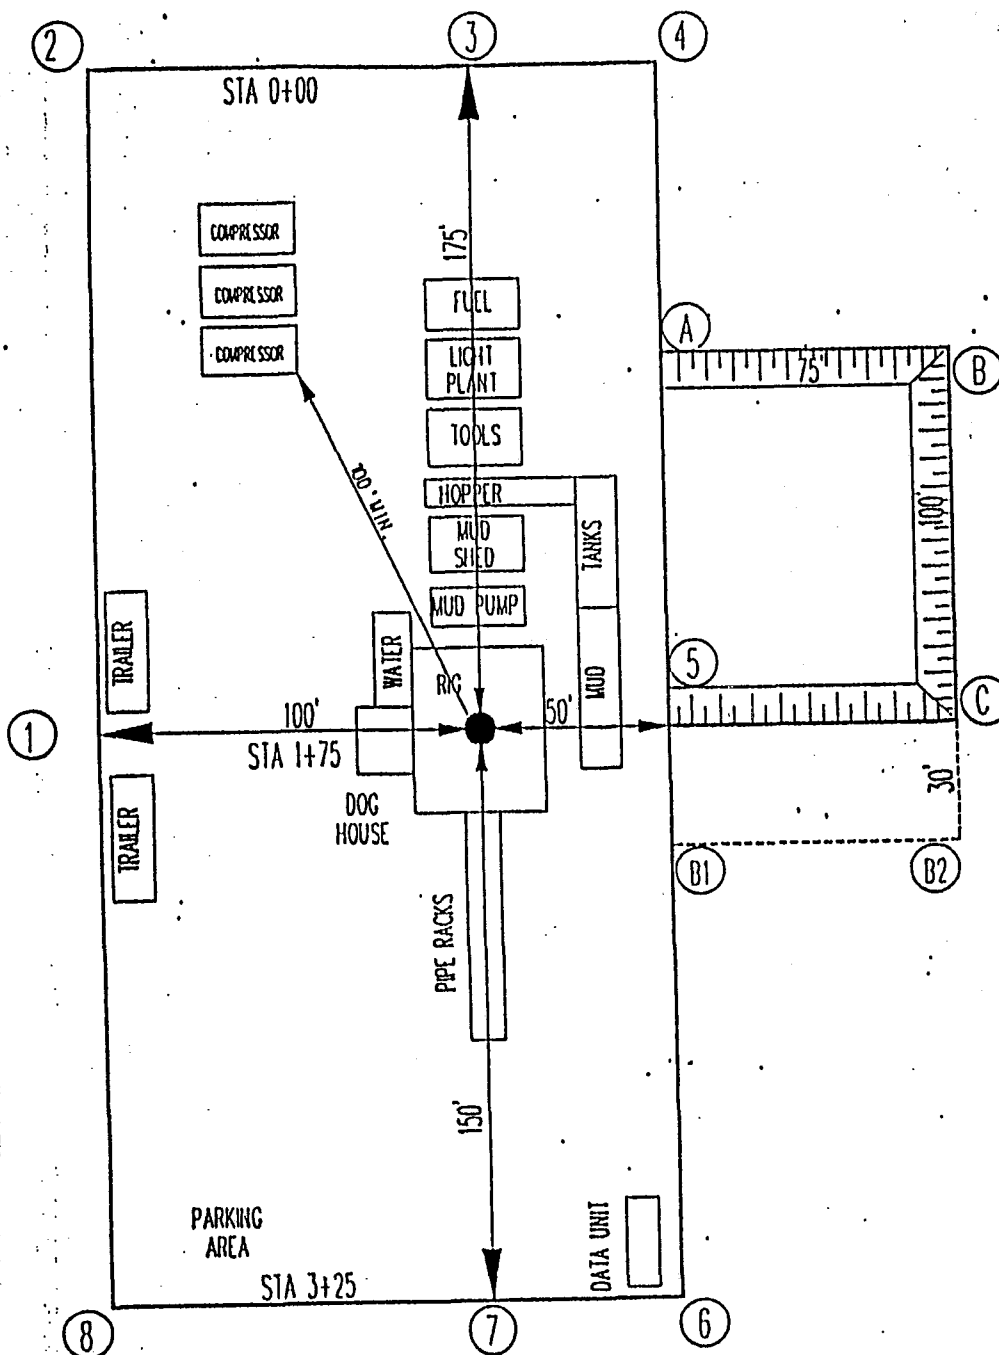 2
3
4
STA 0+00
COMPRESSOR
175'
COMPRESSOR
FUEL
A
COMPRESSOR
LIGHT
PLANT
75'
B
TOOLS
HOPPER
100'
MUD
SHED
TANKS
MUD PUMP
TRAILER
WATER
RIG
MUD
5
C
1
100'
50'
STA 1+75
30'
TRAILER
DOG
HOUSE
B1
B2
PIPE RACKS
150'
PARKING
AREA
DATA UNIT
STA 3+25
8
7
6